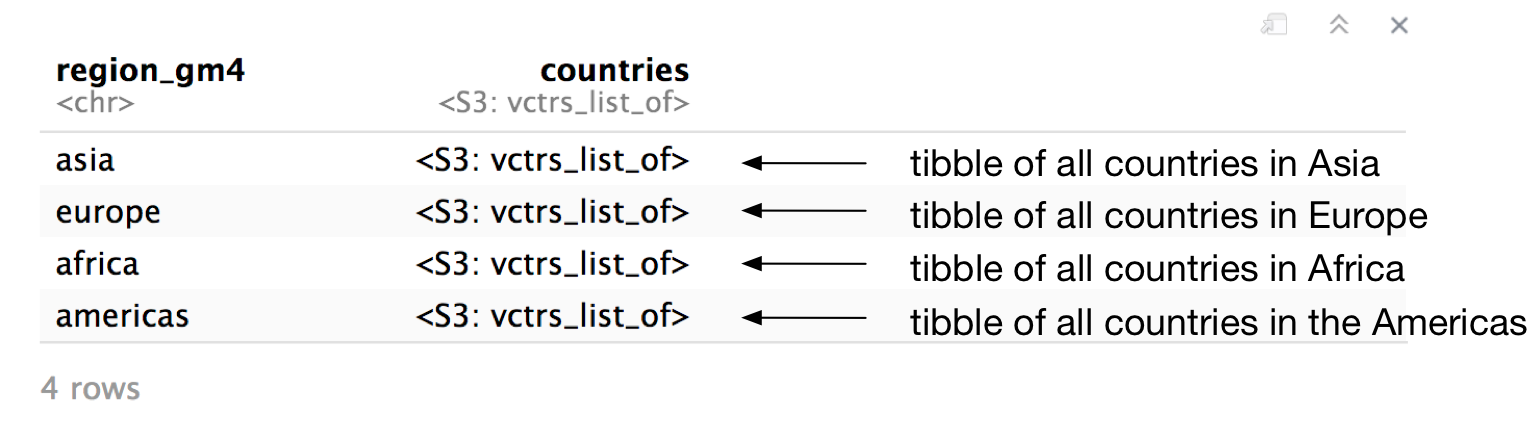 region_gm4 countries
<chr> <S3: vctrs_list_of>
asia <S3: vctrs_list_of> tibble of all countries in Asia
europe <S3: vctrs_list_of> tibble of all countries in Europe
africa <S3: vctrs_list_of> tibble of all countries in Africa
americas <S3: vctrs_list_of> tibble of all countries in the Americas
4 rows